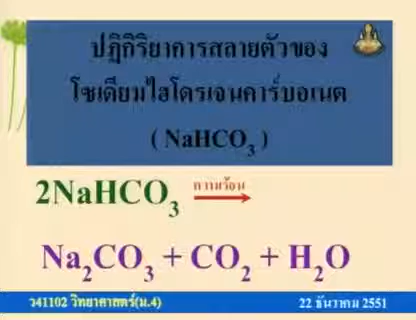 ปฏิกิริยาการสลายตัวของ
โซเดียมไฮโดรเจนคาร์บอเนต
( NaHCO₃ )
2NaHCO₃ ความร้อน →
Na₂CO₃ + CO₂ + H₂O
ว41102 วิทยาศาสตร์(ม.4) 22 ธันวาคม 2551